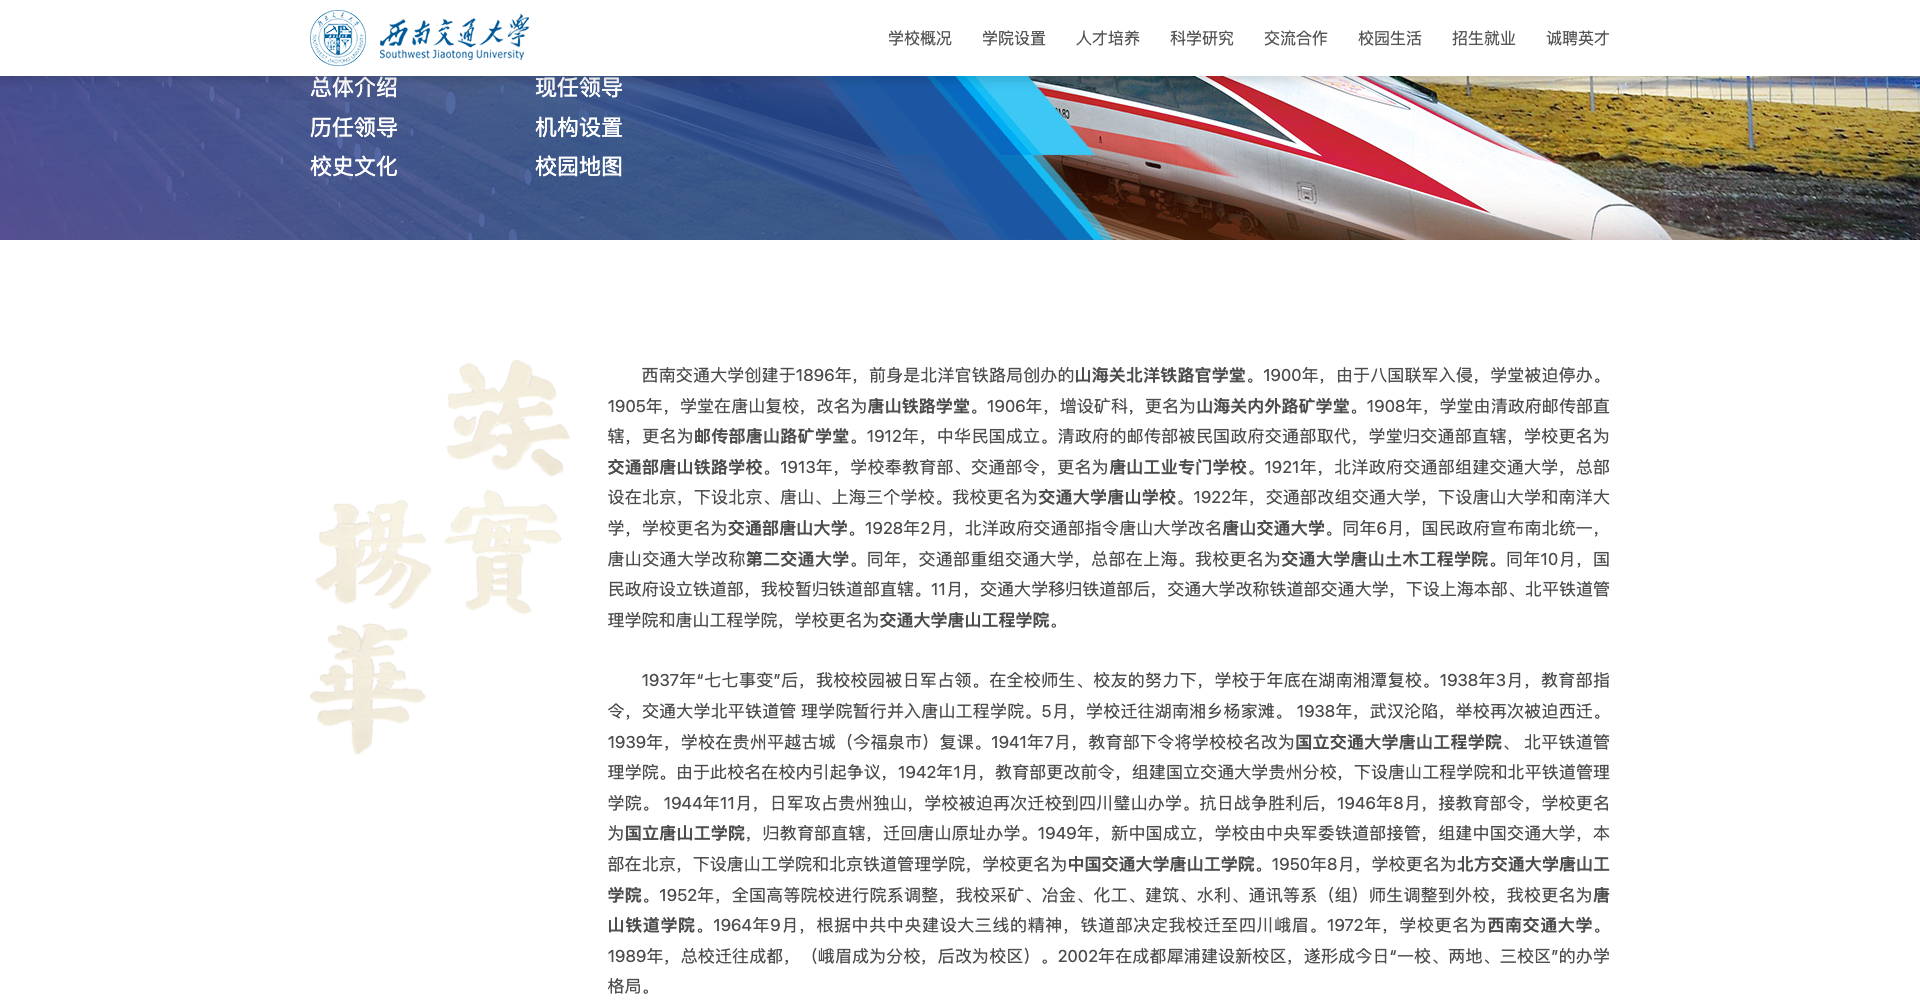 西南交通大学
Southwest Jiaotong University
学校概况 学院设置 人才培养 科学研究 交流合作 校园生活 招生就业 诚聘英才
总体介绍 现任领导
历任领导 机构设置
校史文化 校园地图
竢
實
揚
華
西南交通大学创建于1896年，前身是北洋官铁路局创办的山海关北洋铁路官学堂。1900年，由于八国联军入侵，学堂被迫停办。
1905年，学堂在唐山复校，改名为唐山铁路学堂。1906年，增设矿科，更名为山海关内外路矿学堂。1908年，学堂由清政府邮传部直
辖，更名为邮传部唐山路矿学堂。1912年，中华民国成立。清政府的邮传部被民国政府交通部取代，学堂归交通部直辖，学校更名为
交通部唐山铁路学校。1913年，学校奉教育部、交通部令，更名为唐山工业专门学校。1921年，北洋政府交通部组建交通大学，总部
设在北京，下设北京、唐山、上海三个学校。我校更名为交通大学唐山学校。1922年，交通部改组交通大学，下设唐山大学和南洋大
学，学校更名为交通部唐山大学。1928年2月，北洋政府交通部指令唐山大学改名唐山交通大学。同年6月，国民政府宣布南北统一，
唐山交通大学改称第二交通大学。同年，交通部重组交通大学，总部在上海。我校更名为交通大学唐山土木工程学院。同年10月，国
民政府设立铁道部，我校暂归铁道部直辖。11月，交通大学移归铁道部后，交通大学改称铁道部交通大学，下设上海本部、北平铁道管
理学院和唐山工程学院，学校更名为交通大学唐山工程学院。
1937年“七七事变”后，我校校园被日军占领。在全校师生、校友的努力下，学校于年底在湖南湘潭复校。1938年3月，教育部指
令，交通大学北平铁道管 理学院暂行并入唐山工程学院。5月，学校迁往湖南湘乡杨家滩。 1938年，武汉沦陷，举校再次被迫西迁。
1939年，学校在贵州平越古城（今福泉市）复课。1941年7月，教育部下令将学校校名改为国立交通大学唐山工程学院、 北平铁道管
理学院。由于此校名在校内引起争议，1942年1月，教育部更改前令，组建国立交通大学贵州分校，下设唐山工程学院和北平铁道管理
学院。 1944年11月，日军攻占贵州独山，学校被迫再次迁校到四川璧山办学。抗日战争胜利后，1946年8月，接教育部令，学校更名
为国立唐山工学院，归教育部直辖，迁回唐山原址办学。1949年，新中国成立，学校由中央军委铁道部接管，组建中国交通大学，本
部在北京，下设唐山工学院和北京铁道管理学院，学校更名为中国交通大学唐山工学院。1950年8月，学校更名为北方交通大学唐山工
学院。1952年，全国高等院校进行院系调整，我校采矿、冶金、化工、建筑、水利、通讯等系（组）师生调整到外校，我校更名为唐
山铁道学院。1964年9月，根据中共中央建设大三线的精神，铁道部决定我校迁至四川峨眉。1972年，学校更名为西南交通大学。
1989年，总校迁往成都，（峨眉成为分校，后改为校区）。2002年在成都犀浦建设新校区，遂形成今日“一校、两地、三校区”的办学
格局。